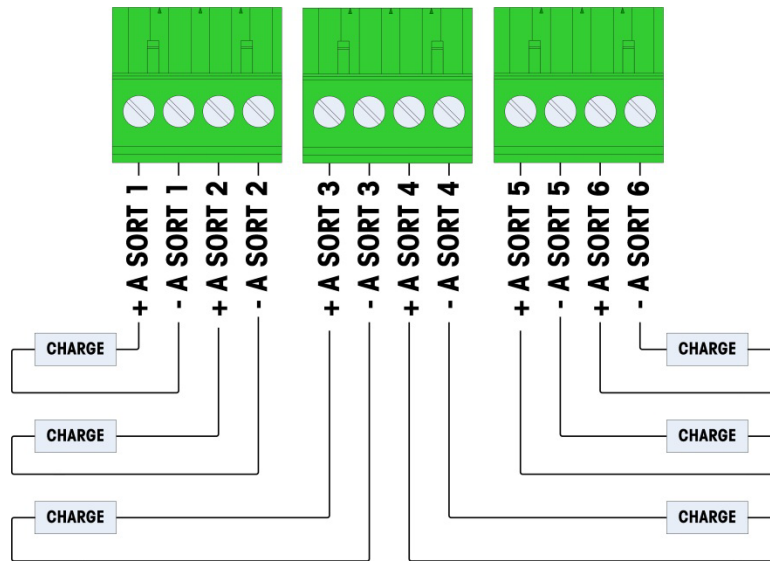 + A SORT 1
- A SORT 1
+ A SORT 2
- A SORT 2
+ A SORT 3
- A SORT 3
+ A SORT 4
- A SORT 4
+ A SORT 5
- A SORT 5
+ A SORT 6
- A SORT 6
CHARGE
CHARGE
CHARGE
CHARGE
CHARGE
CHARGE